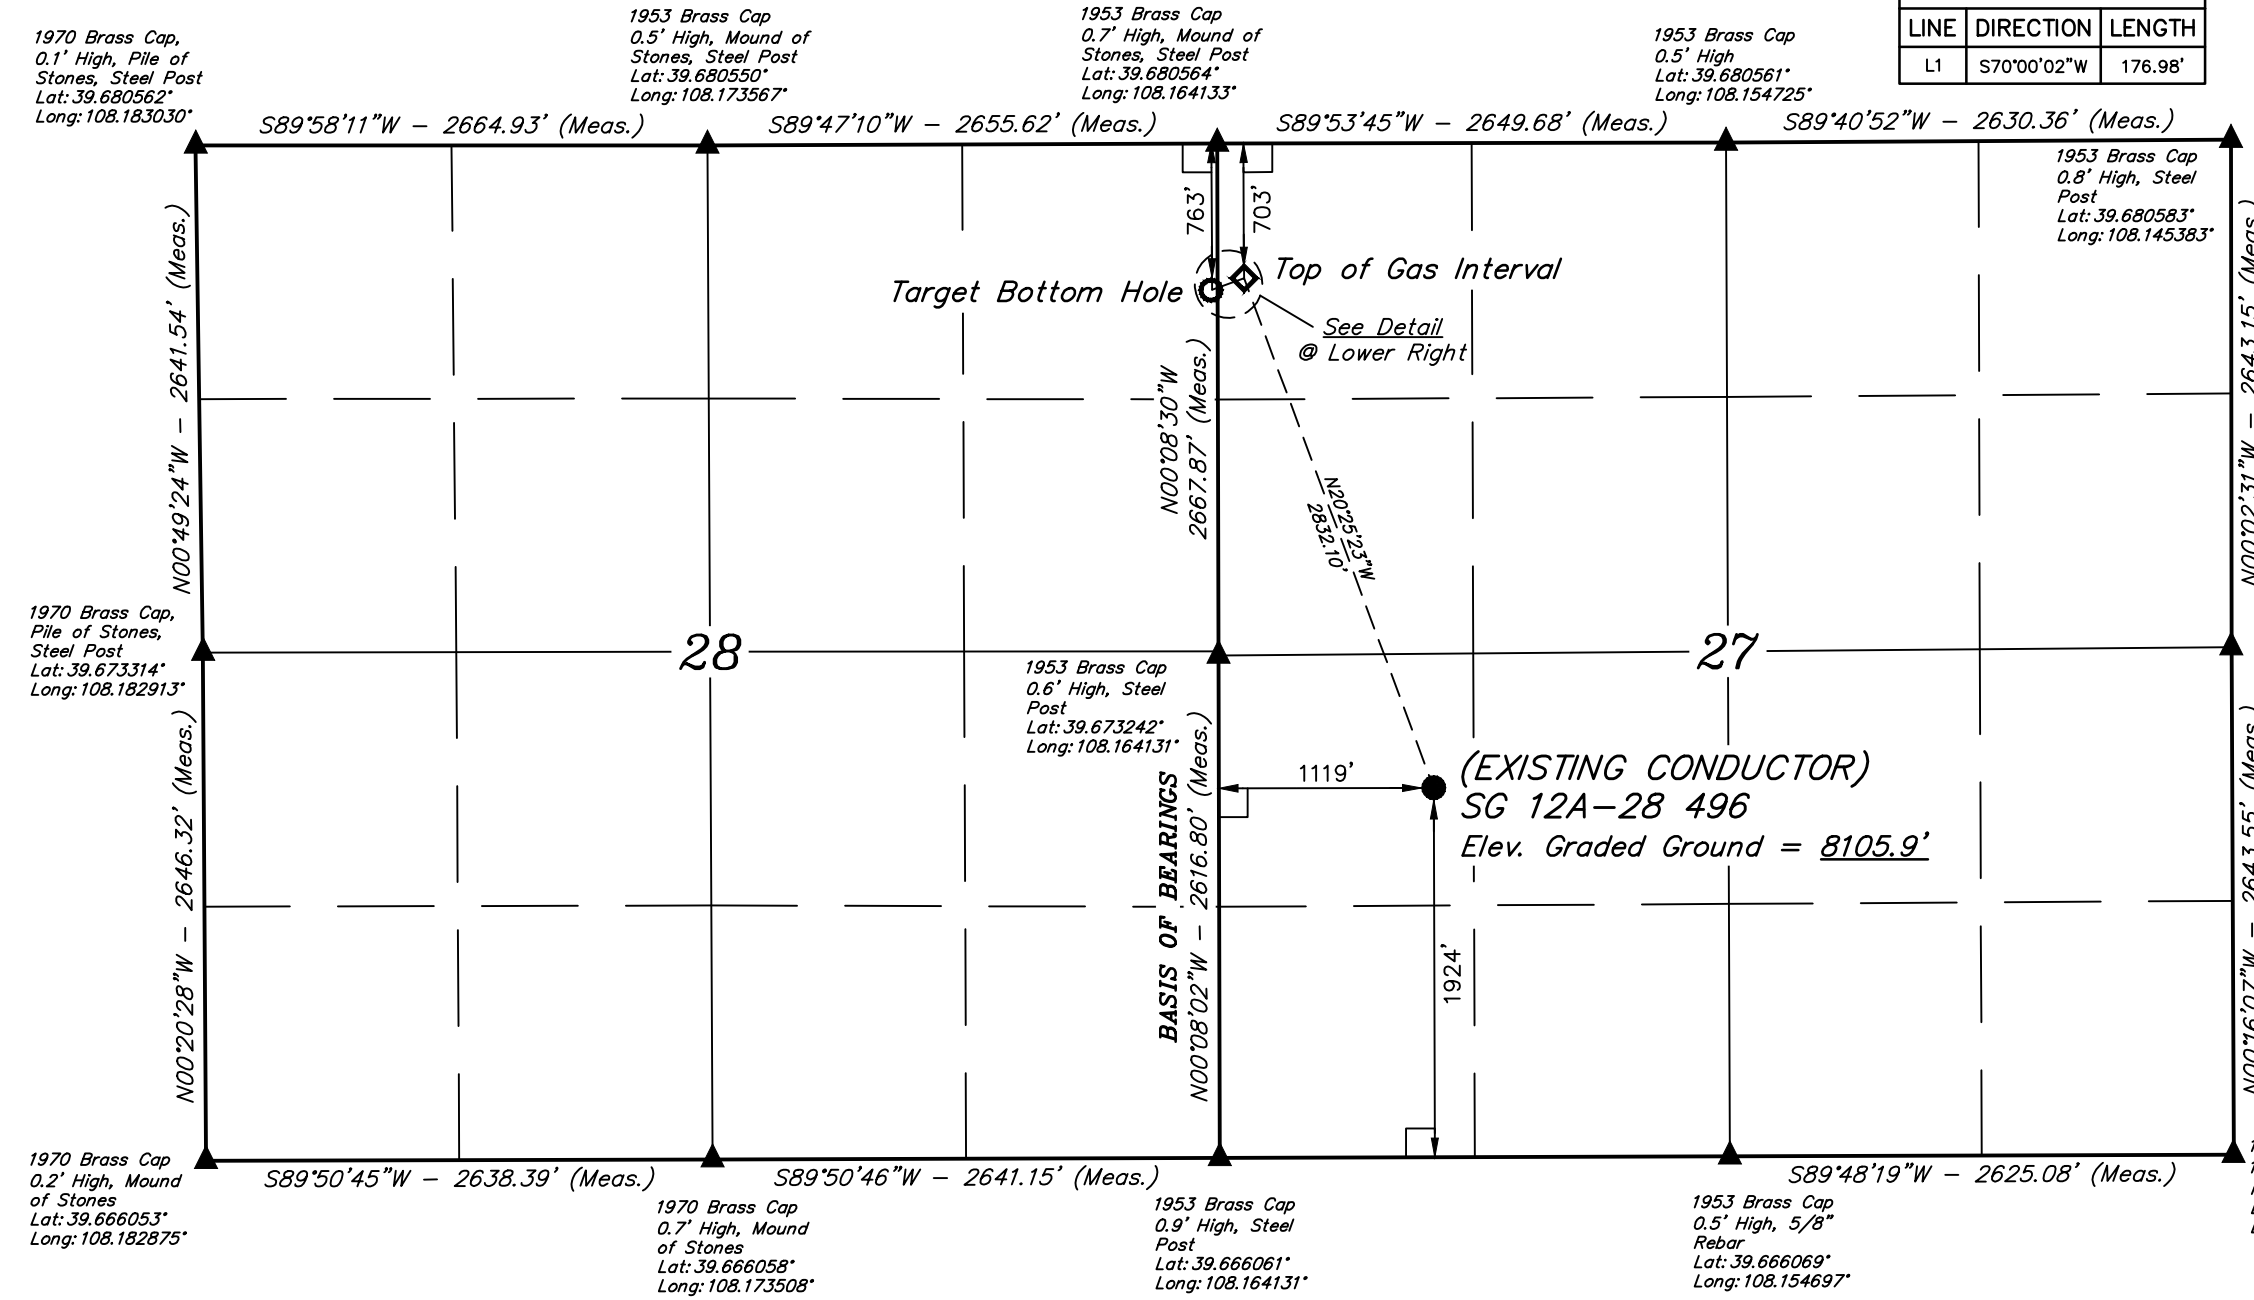 LINE DIRECTION LENGTH
L1 S70°00'02"W 176.98'
1970 Brass Cap,
0.1' High, Pile of
Stones, Steel Post
Lat: 39.680562°
Long: 108.183030°
1953 Brass Cap
0.5' High, Mound of
Stones, Steel Post
Lat: 39.680550°
Long: 108.173567°
1953 Brass Cap
0.7' High, Mound of
Stones, Steel Post
Lat: 39.680564°
Long: 108.164133°
1953 Brass Cap
0.5' High
Lat: 39.680561°
Long: 108.154725°
S89°58'11"W – 2664.93' (Meas.)
S89°47'10"W – 2655.62' (Meas.)
S89°53'45"W – 2649.68' (Meas.)
S89°40'52"W – 2630.36' (Meas.)
1953 Brass Cap
0.8' High, Steel
Post
Lat: 39.680583°
Long: 108.145383°
N00°49'24"W – 2641.54' (Meas.)
763'
703'
Target Bottom Hole
Top of Gas Interval
See Detail
@ Lower Right
N00°08'30"W
2667.87' (Meas.)
N20°25'23"W
2832.10'
N00°02'31"W – 2643.15' (Meas.)
1970 Brass Cap,
Pile of Stones,
Steel Post
Lat: 39.673314°
Long: 108.182913°
28
27
1953 Brass Cap
0.6' High, Steel
Post
Lat: 39.673242°
Long: 108.164131°
N00°20'28"W – 2646.32' (Meas.)
BASIS OF BEARINGS
N00°08'02"W – 2616.80' (Meas.)
1119'
(EXISTING CONDUCTOR)
SG 12A–28 496
Elev. Graded Ground = 8105.9'
1924'
N00°16'07"W – 2643.55' (Meas.
1970 Brass Cap
0.2' High, Mound
of Stones
Lat: 39.666053°
Long: 108.182875°
S89°50'45"W – 2638.39' (Meas.)
S89°50'46"W – 2641.15' (Meas.)
S89°48'19"W – 2625.08' (Meas.)
1970 Brass Cap
0.7' High, Mound
of Stones
Lat: 39.666058°
Long: 108.173508°
1953 Brass Cap
0.9' High, Steel
Post
Lat: 39.666061°
Long: 108.164131°
1953 Brass Cap
0.5' High, 5/8"
Rebar
Lat: 39.666069°
Long: 108.154697°